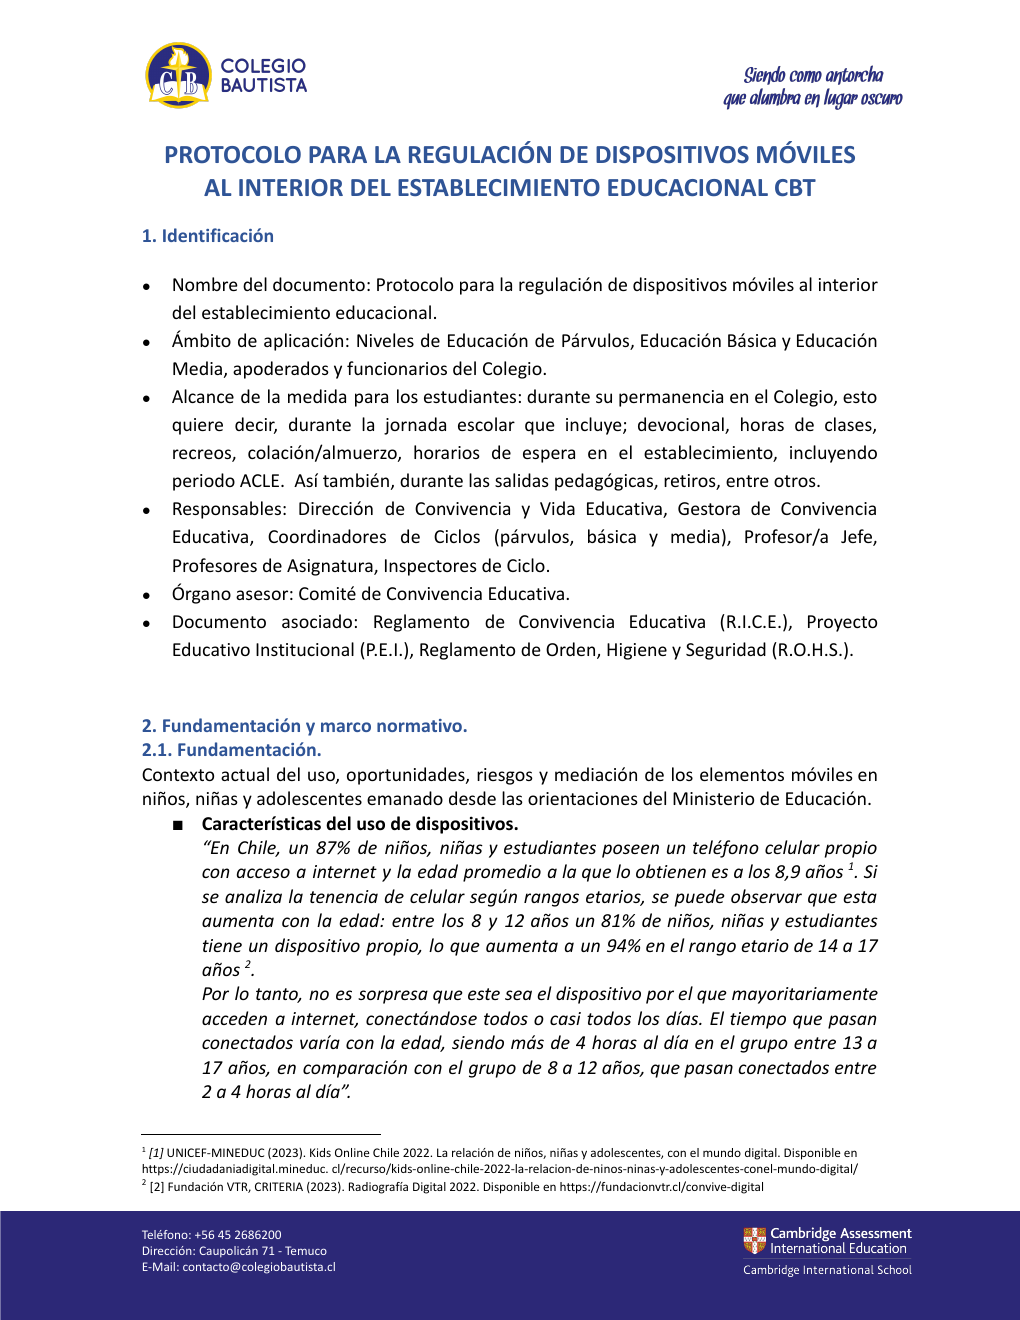 COLEGIO
BAUTISTA
CB
Siendo como antorcha
que alumbra en lugar oscuro
PROTOCOLO PARA LA REGULACIÓN DE DISPOSITIVOS MÓVILES
AL INTERIOR DEL ESTABLECIMIENTO EDUCACIONAL CBT
1. Identificación
● Nombre del documento: Protocolo para la regulación de dispositivos móviles al interior
del establecimiento educacional.
● Ámbito de aplicación: Niveles de Educación de Párvulos, Educación Básica y Educación
Media, apoderados y funcionarios del Colegio.
● Alcance de la medida para los estudiantes: durante su permanencia en el Colegio, esto
quiere decir, durante la jornada escolar que incluye; devocional, horas de clases,
recreos, colación/almuerzo, horarios de espera en el establecimiento, incluyendo
periodo ACLE. Así también, durante las salidas pedagógicas, retiros, entre otros.
● Responsables: Dirección de Convivencia y Vida Educativa, Gestora de Convivencia
Educativa, Coordinadores de Ciclos (párvulos, básica y media), Profesor/a Jefe,
Profesores de Asignatura, Inspectores de Ciclo.
● Órgano asesor: Comité de Convivencia Educativa.
● Documento asociado: Reglamento de Convivencia Educativa (R.I.C.E.), Proyecto
Educativo Institucional (P.E.I.), Reglamento de Orden, Higiene y Seguridad (R.O.H.S.).
2. Fundamentación y marco normativo.
2.1. Fundamentación.
Contexto actual del uso, oportunidades, riesgos y mediación de los elementos móviles en
niños, niñas y adolescentes emanado desde las orientaciones del Ministerio de Educación.
■ Características del uso de dispositivos.
“En Chile, un 87% de niños, niñas y estudiantes poseen un teléfono celular propio
con acceso a internet y la edad promedio a la que lo obtienen es a los 8,9 años ¹. Si
se analiza la tenencia de celular según rangos etarios, se puede observar que esta
aumenta con la edad: entre los 8 y 12 años un 81% de niños, niñas y estudiantes
tiene un dispositivo propio, lo que aumenta a un 94% en el rango etario de 14 a 17
años ².
Por lo tanto, no es sorpresa que este sea el dispositivo por el que mayoritariamente
acceden a internet, conectándose todos o casi todos los días. El tiempo que pasan
conectados varía con la edad, siendo más de 4 horas al día en el grupo entre 13 a
17 años, en comparación con el grupo de 8 a 12 años, que pasan conectados entre
2 a 4 horas al día”.
¹ [1] UNICEF-MINEDUC (2023). Kids Online Chile 2022. La relación de niños, niñas y adolescentes, con el mundo digital. Disponible en
https://ciudadaniadigital.mineduc. cl/recurso/kids-online-chile-2022-la-relacion-de-ninos-ninas-y-adolescentes-conel-mundo-digital/
² [2] Fundación VTR, CRITERIA (2023). Radiografía Digital 2022. Disponible en https://fundacionvtr.cl/convive-digital
Teléfono: +56 45 2686200
Dirección: Caupolicán 71 - Temuco
E-Mail: contacto@colegiobautista.cl
Cambridge Assessment
International Education
Cambridge International School